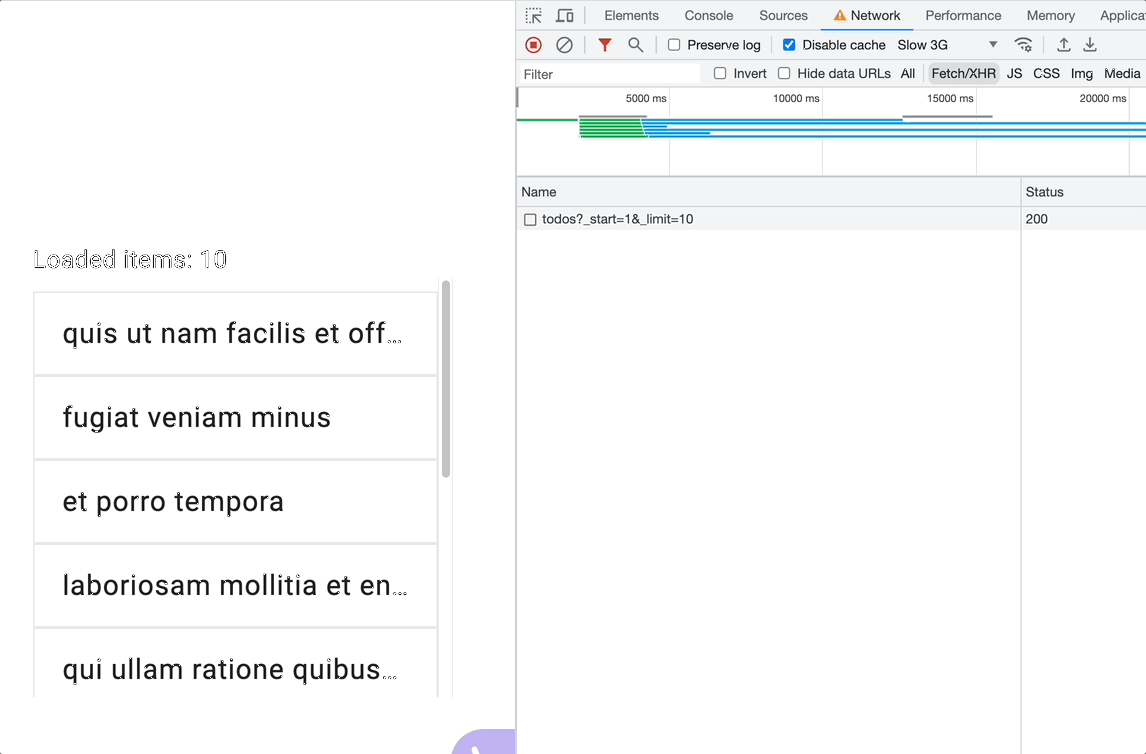 Elements Console Sources Network Performance Memory Applica
Preserve log Disable cache Slow 3G
Filter Invert Hide data URLs All Fetch/XHR JS CSS Img Media
5000 ms 10000 ms 15000 ms 20000 ms
Name Status
todos?_start=1&_limit=10 200
Loaded items: 10
quis ut nam facilis et off...
fugiat veniam minus
et porro tempora
laboriosam mollitia et en...
qui ullam ratione quibus...